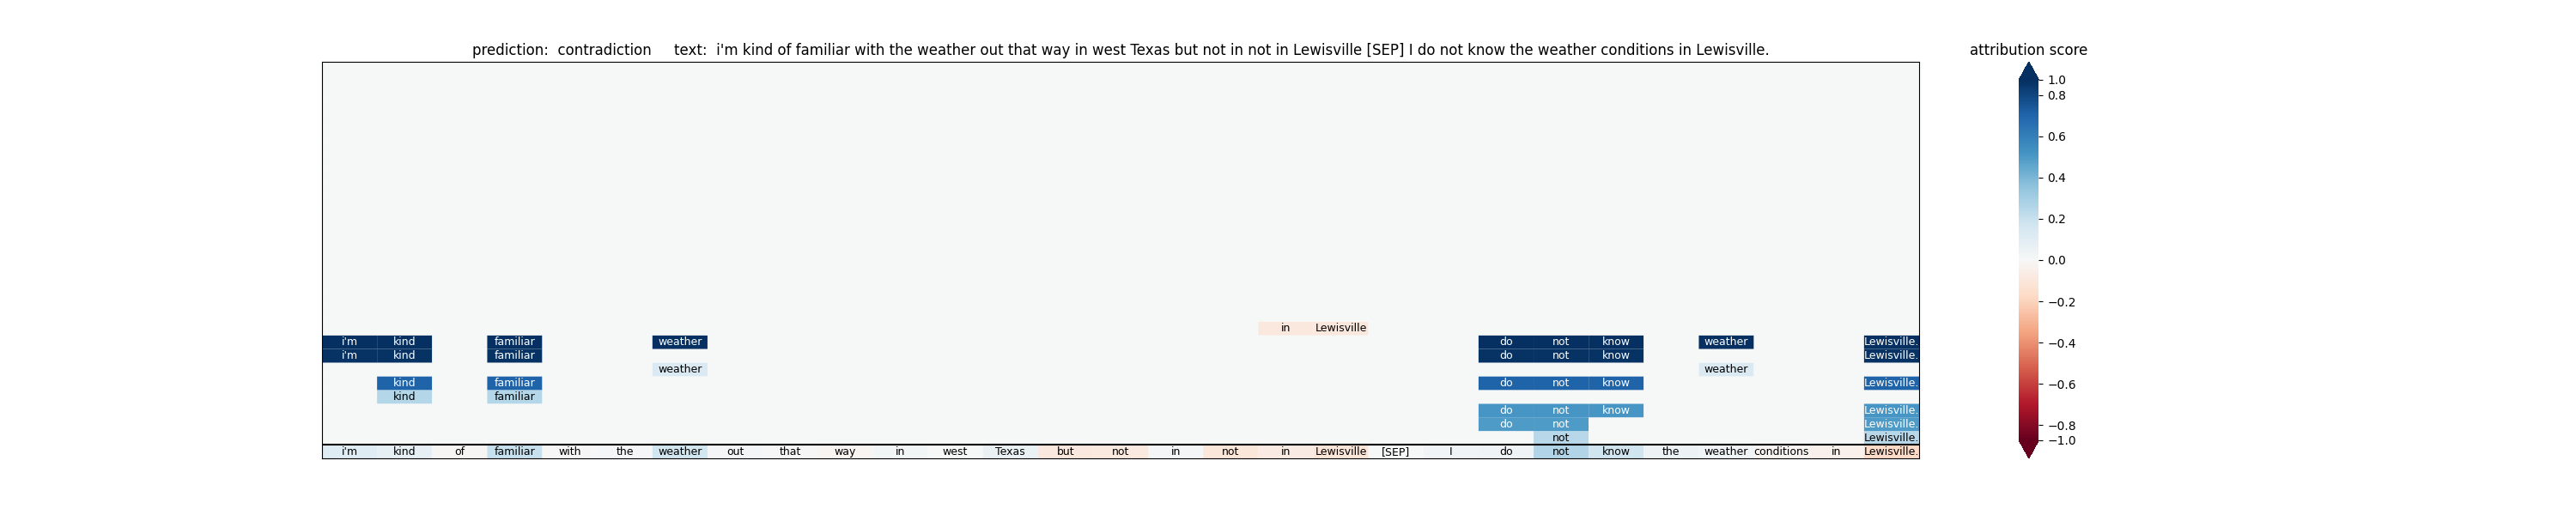 prediction: contradiction text: i'm kind of familiar with the weather out that way in west Texas but not in not in Lewisville [SEP] I do not know the weather conditions in Lewisville.
attribution score
1.0
0.8
0.6
0.4
0.2
0.0
−0.2
−0.4
−0.6
−0.8
−1.0
in Lewisville
i'm kind familiar weather do not know weather Lewisville.
i'm kind familiar do not know Lewisville.
weather weather
kind familiar do not know Lewisville.
kind familiar
do not know Lewisville.
do not Lewisville.
not Lewisville.
i'm kind of familiar with the weather out that way in west Texas but not in not in Lewisville [SEP] I do not know the weather conditions in Lewisville.